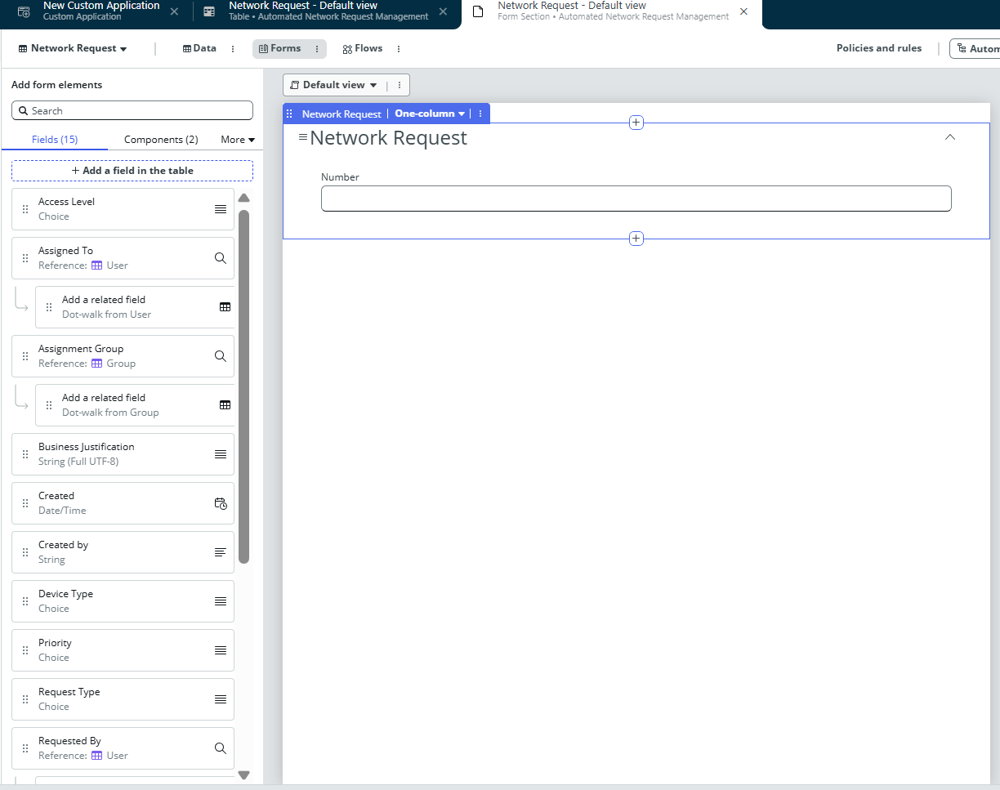 New Custom Application
Custom Application
Network Request - Default view
Table • Automated Network Request Management
Network Request - Default view
Form Section • Automated Network Request Management
Network Request
Data
Forms
Flows
Policies and rules
Autom
Add form elements
Search
Fields (15)
Components (2)
More
+ Add a field in the table
Access Level
Choice
Assigned To
Reference: User
Add a related field
Dot-walk from User
Assignment Group
Reference: Group
Add a related field
Dot-walk from Group
Business Justification
String (Full UTF-8)
Created
Date/Time
Created by
String
Device Type
Choice
Priority
Choice
Request Type
Choice
Requested By
Reference: User
Default view
Network Request
One-column
Network Request
Number